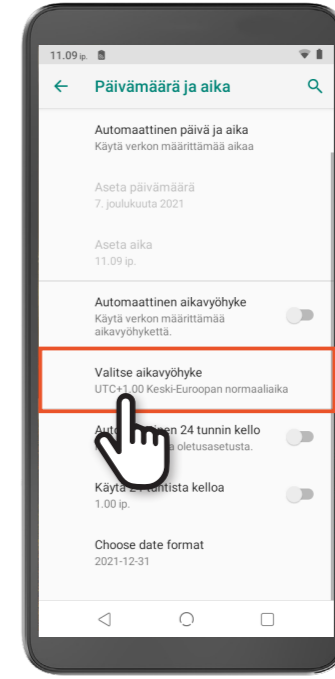 11.09 ip.
Päivämäärä ja aika
Automaattinen päivä ja aika
Käytä verkon määrittämää aikaa
Aseta päivämäärä
7. joulukuuta 2021
Aseta aika
11.09 ip.
Automaattinen aikavyöhyke
Käytä verkon määrittämää
aikavyöhykettä.
Valitse aikavyöhyke
UTC+1.00 Keski-Euroopan normaaliaika
24 tunnin kello
oletusasetusta.
Käytä kelloa
1.00 ip.
Choose date format
2021-12-31